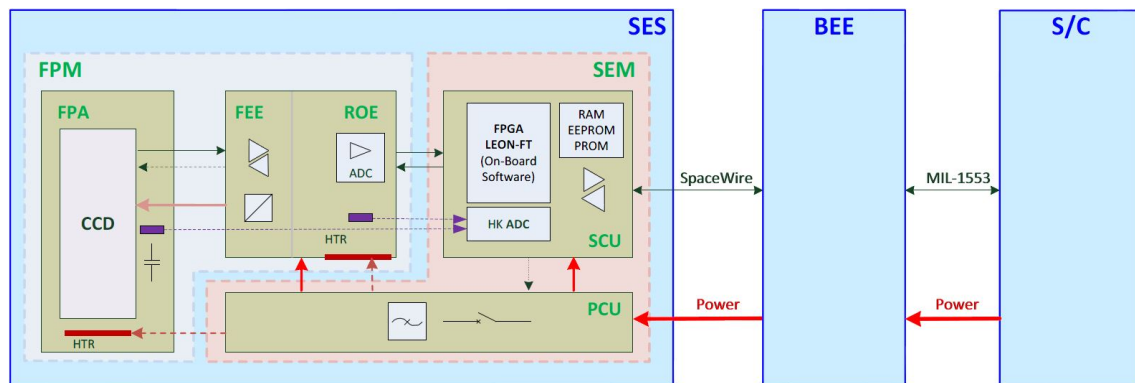 SES
BEE
S/C
FPM
SEM
FPA
FEE
ROE
FPGA
LEON-FT
(On-Board
Software)
RAM
EEPROM
PROM
ADC
SpaceWire
MIL-1553
CCD
HK ADC
SCU
HTR
PCU
Power
Power
HTR